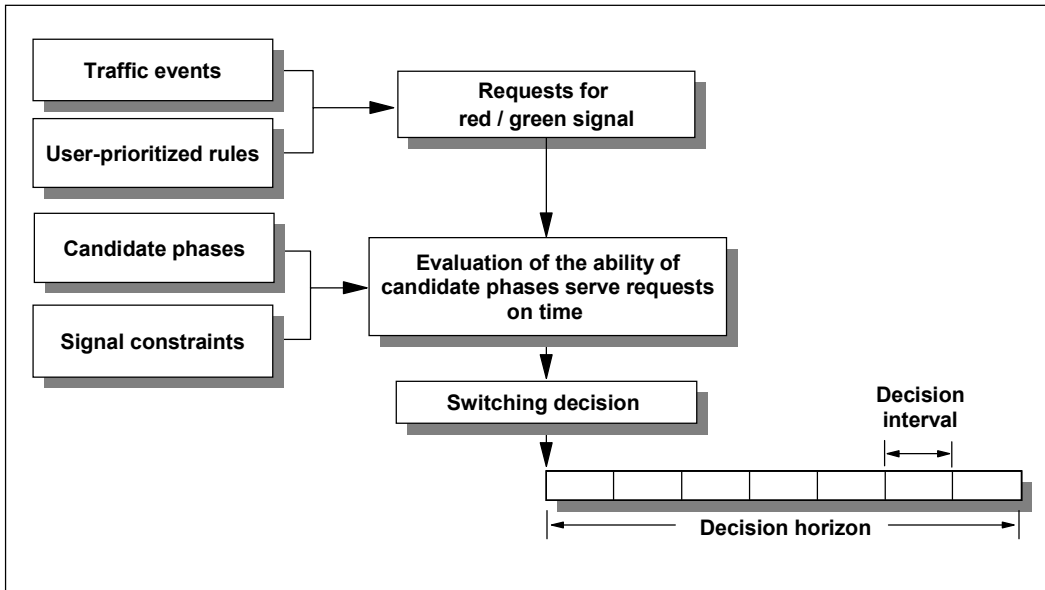 Traffic events
User-prioritized rules
Requests for
red / green signal
Candidate phases
Signal constraints
Evaluation of the ability of
candidate phases serve requests
on time
Switching decision
Decision
interval
Decision horizon